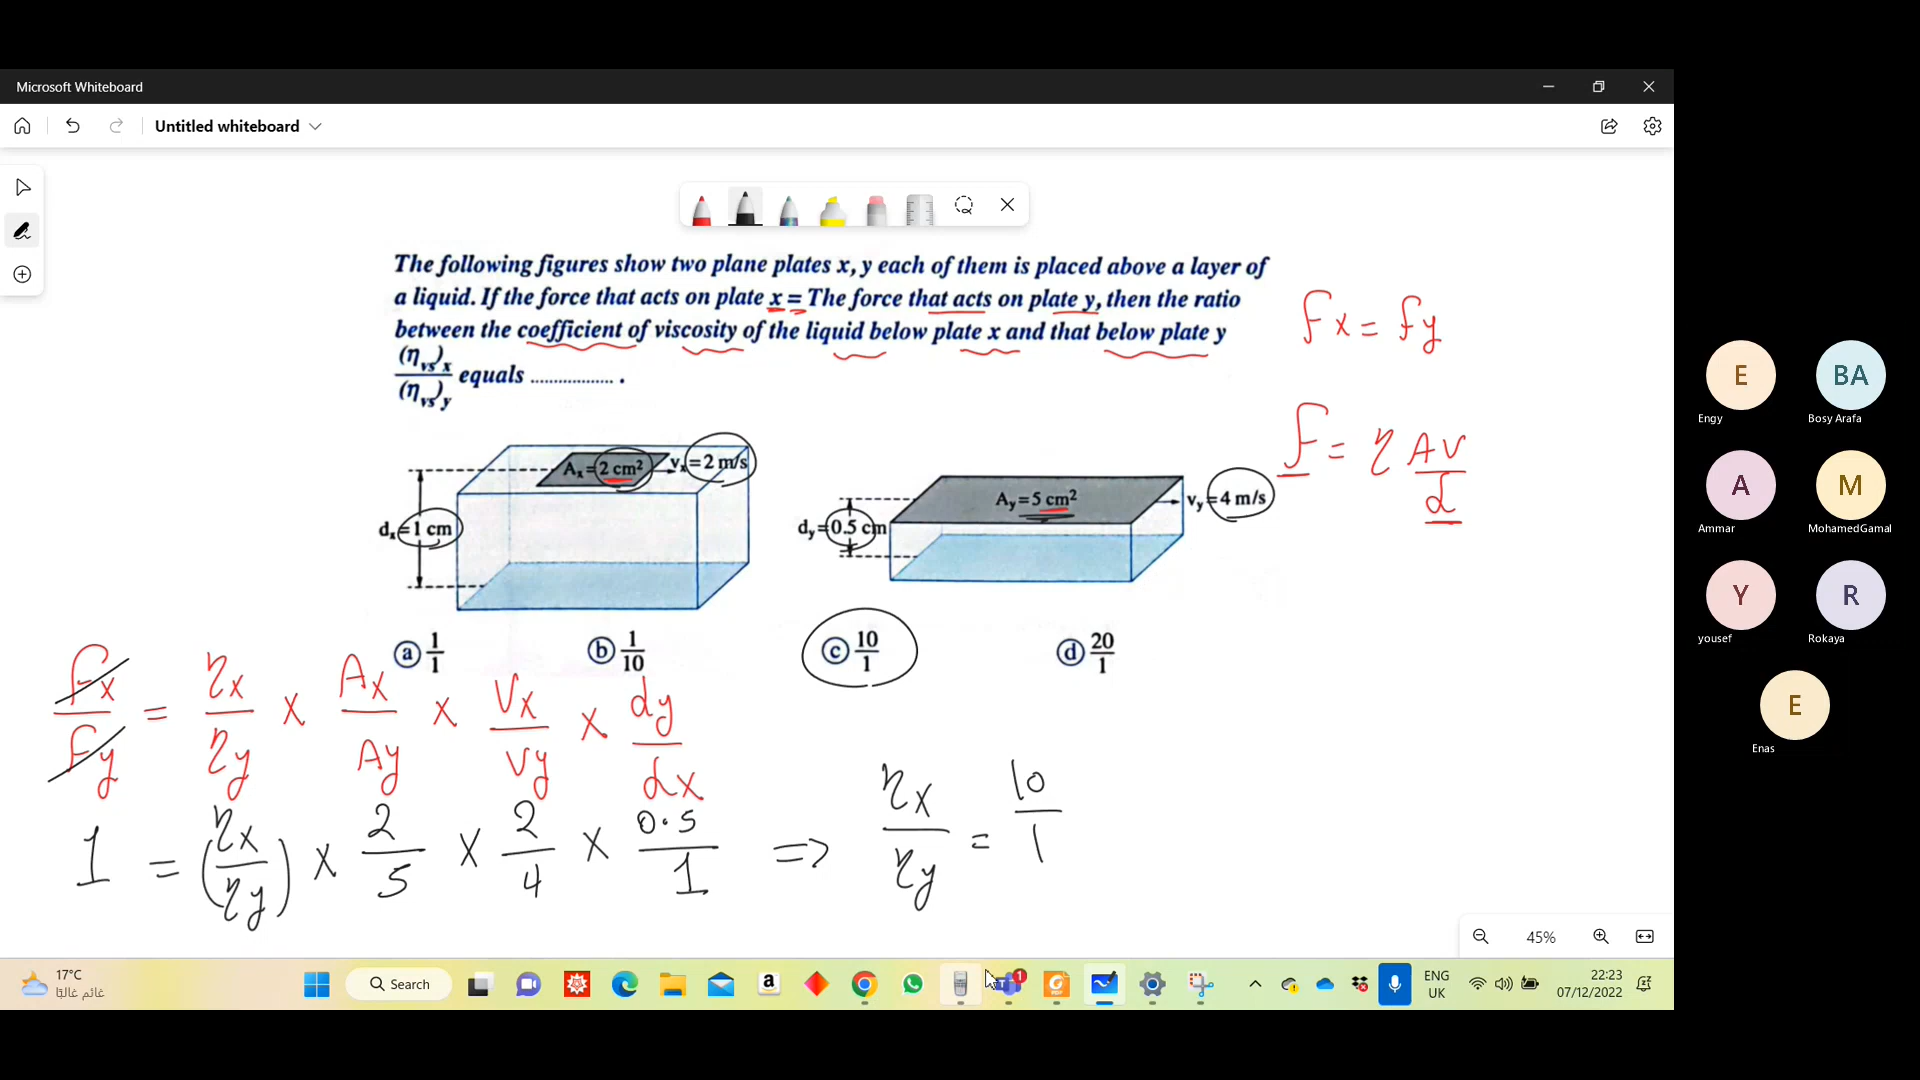 Microsoft Whiteboard
Untitled whiteboard
The following figures show two plane plates x, y each of them is placed above a layer of
a liquid. If the force that acts on plate x = The force that acts on plate y, then the ratio
between the coefficient of viscosity of the liquid below plate x and that below plate y
(η_vs)_x / (η_vs)_y equals .................. .
Fx = Fy
F = η AV / d
A_x = 2 cm²
v_x = 2 m/s
d_x = 1 cm
A_y = 5 cm²
v_y = 4 m/s
d_y = 0.5 cm
a 1/1
b 1/10
c 10/1
d 20/1
Fx/Fy = ηx/ηy × Ax/Ay × Vx/Vy × dy/dx
1 = (ηx/ηy) × 2/5 × 2/4 × 0.5/1 => ηx/ηy = 10/1
45%
E
Engy
BA
Bosy Arafa
A
Ammar
M
MohamedGamal
Y
yousef
R
Rokaya
E
Enas
17°C
غائم غالبًا
Search
a
1
ENG
UK
22:23
07/12/2022